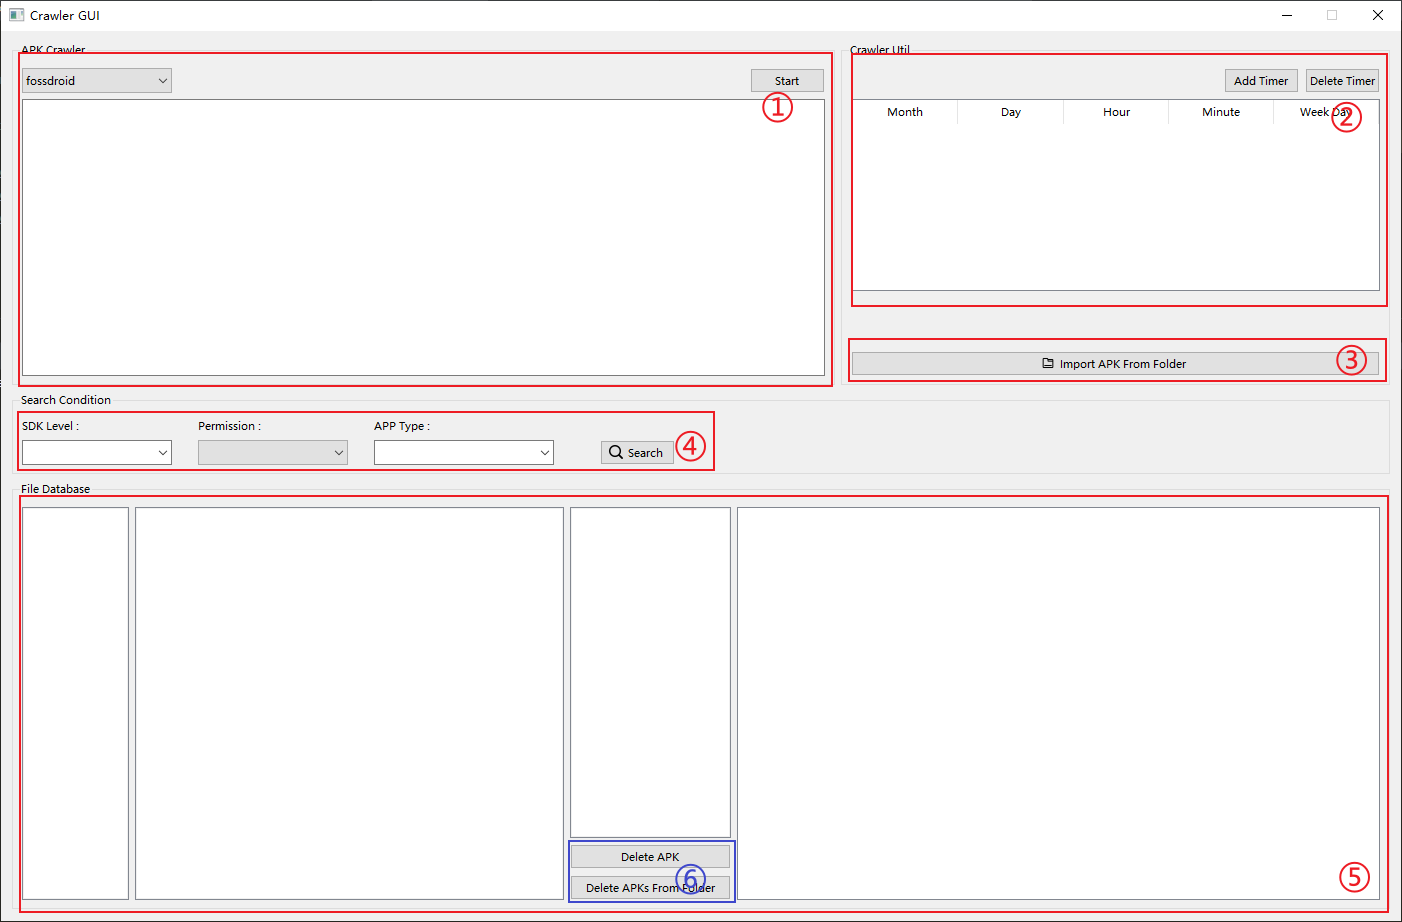 Crawler GUI
APK Crawler
Crawler Util
fossdroid
Start
Add Timer
Delete Timer
①
Month Day Hour Minute Week Day
②
Import APK From Folder
③
Search Condition
SDK Level :
Permission :
APP Type :
Search
④
File Database
Delete APK
Delete APKs From Folder
⑥
⑤